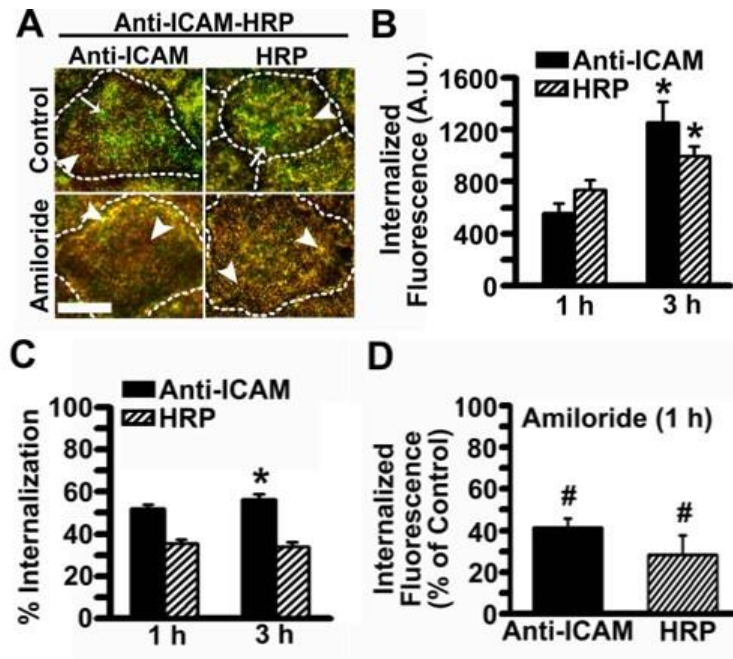 A
Anti-ICAM-HRP
Anti-ICAM HRP
Control
Amiloride
B
Anti-ICAM
HRP
Internalized
Fluorescence (A.U.)
1600
1200
800
400
0
*
*
1 h 3 h
C
Anti-ICAM
HRP
% Internalization
100
80
60
40
20
0
*
1 h 3 h
D
Amiloride (1 h)
Internalized
Fluorescence
(% of Control)
100
80
60
40
20
0
# #
Anti-ICAM HRP